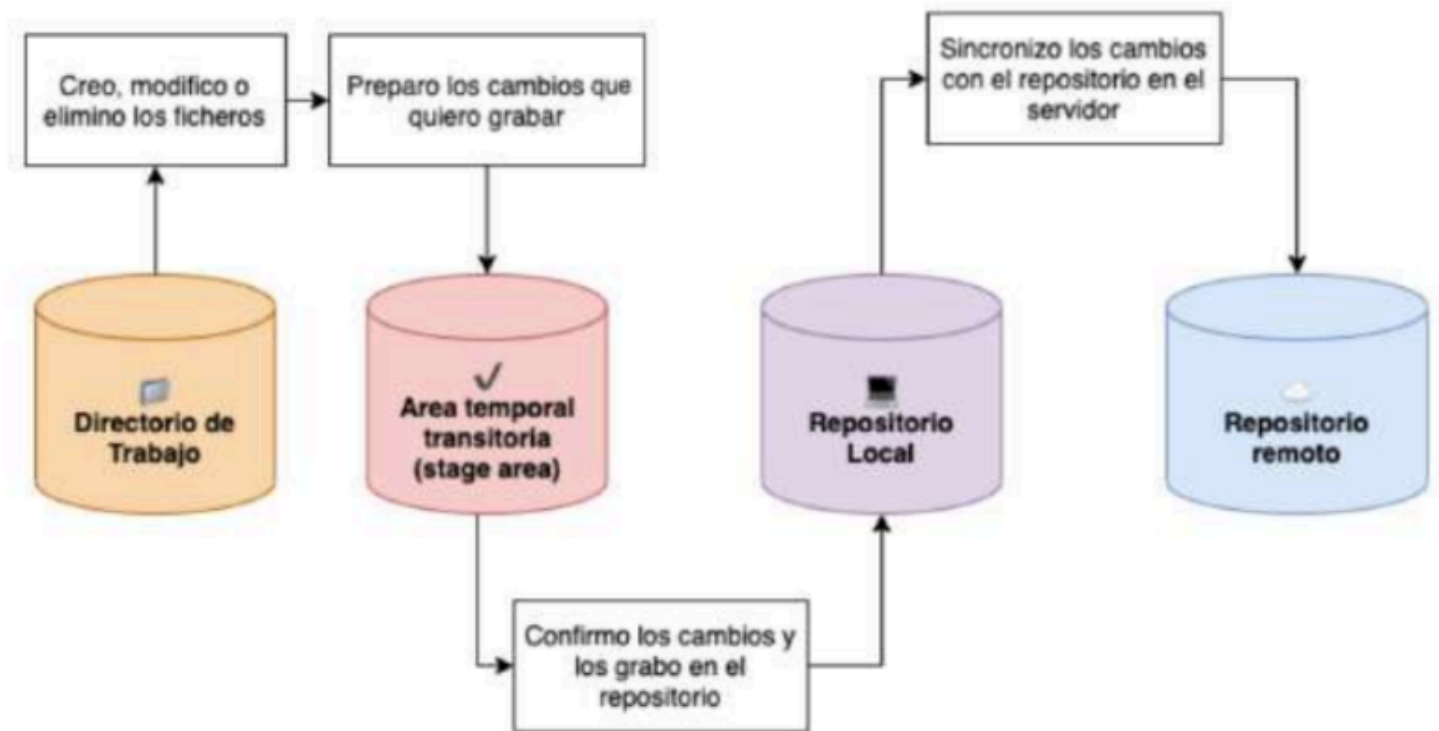 Creo, modifico o
elimino los ficheros
Preparo los cambios que
quiero grabar
Sincronizo los cambios
con el repositorio en el
servidor
Directorio de
Trabajo
Area temporal
transitoria
(stage area)
Repositorio
Local
Repositorio
remoto
Confirmo los cambios y
los grabo en el
repositorio